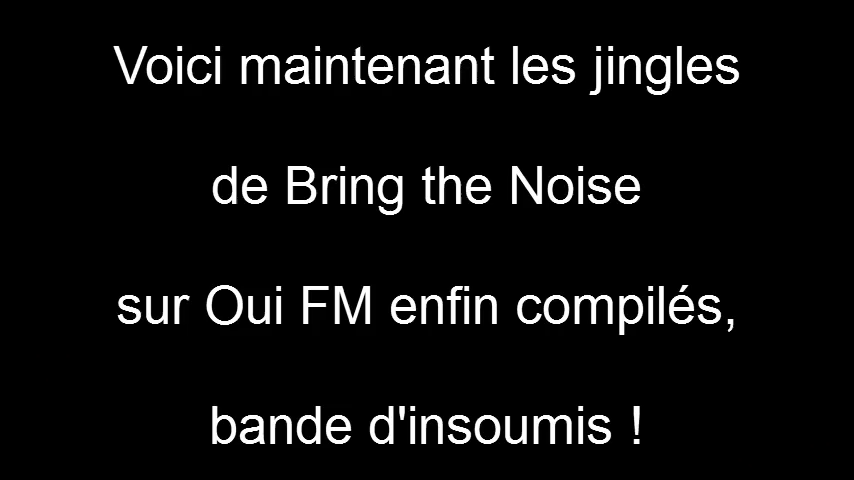 Voici maintenant les jingles
de Bring the Noise
sur Oui FM enfin compilés,
bande d'insoumis !